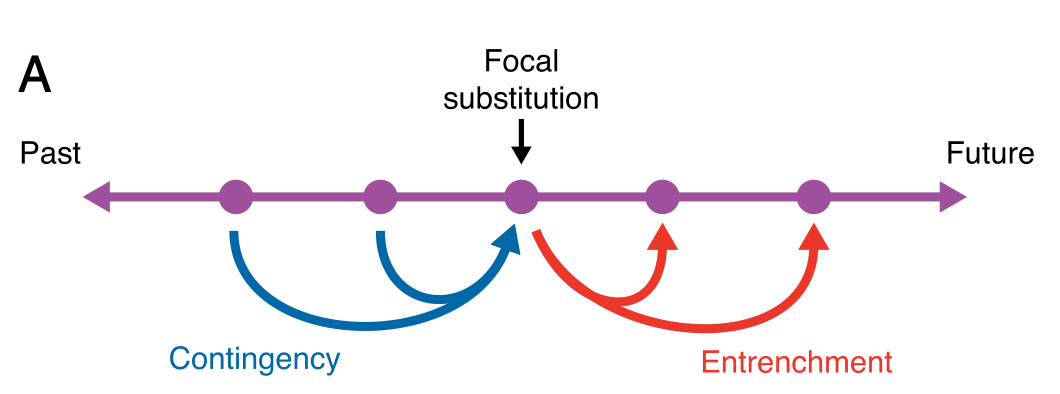 A
Focal
substitution
Past
Future
Contingency
Entrenchment